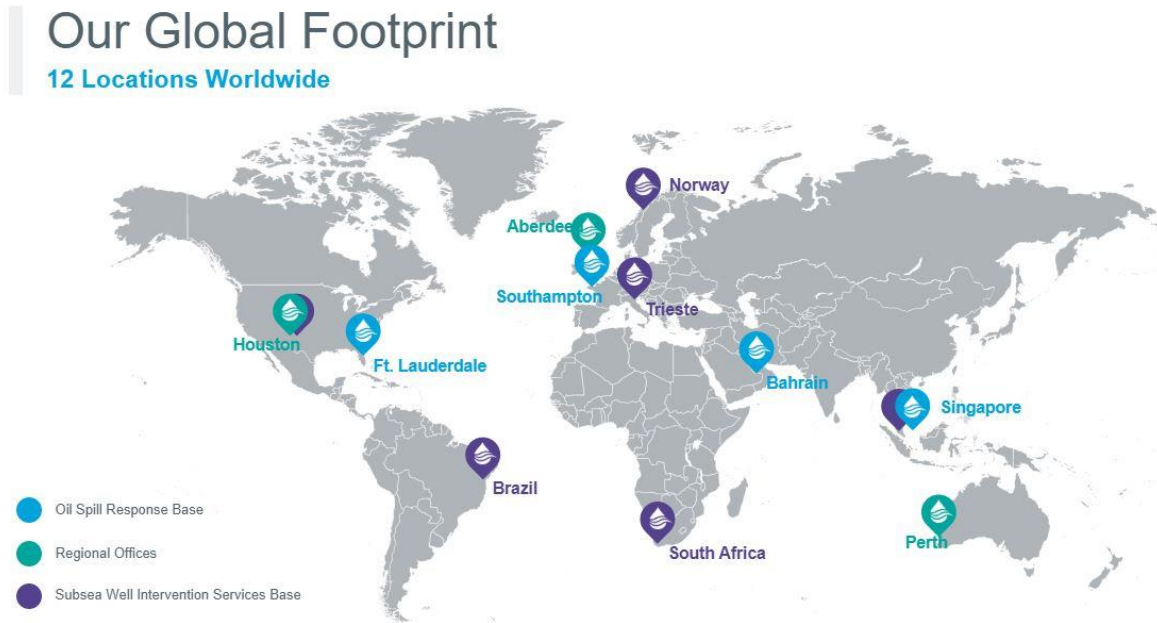 Our Global Footprint
12 Locations Worldwide
Norway
Aberdeen
Southampton
Trieste
Houston
Ft. Lauderdale
Bahrain
Singapore
Brazil
South Africa
Perth
Oil Spill Response Base
Regional Offices
Subsea Well Intervention Services Base